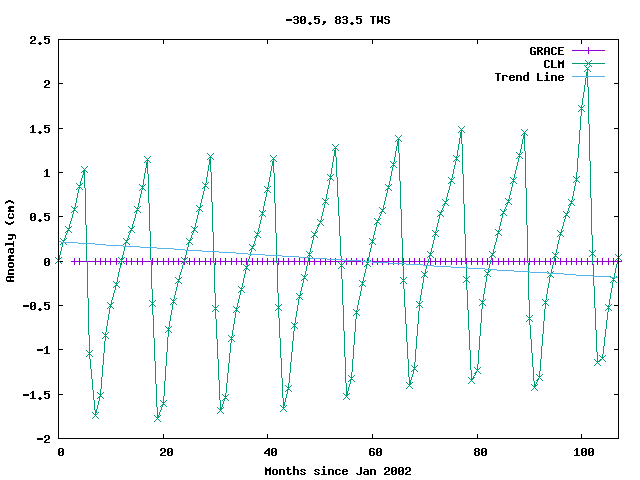 -30.5, 83.5 TWS
GRACE
CLM
Trend Line
2.5
2
1.5
1
0.5
0
-0.5
-1
-1.5
-2
Anomaly (cm)
0 20 40 60 80 100
Months since Jan 2002